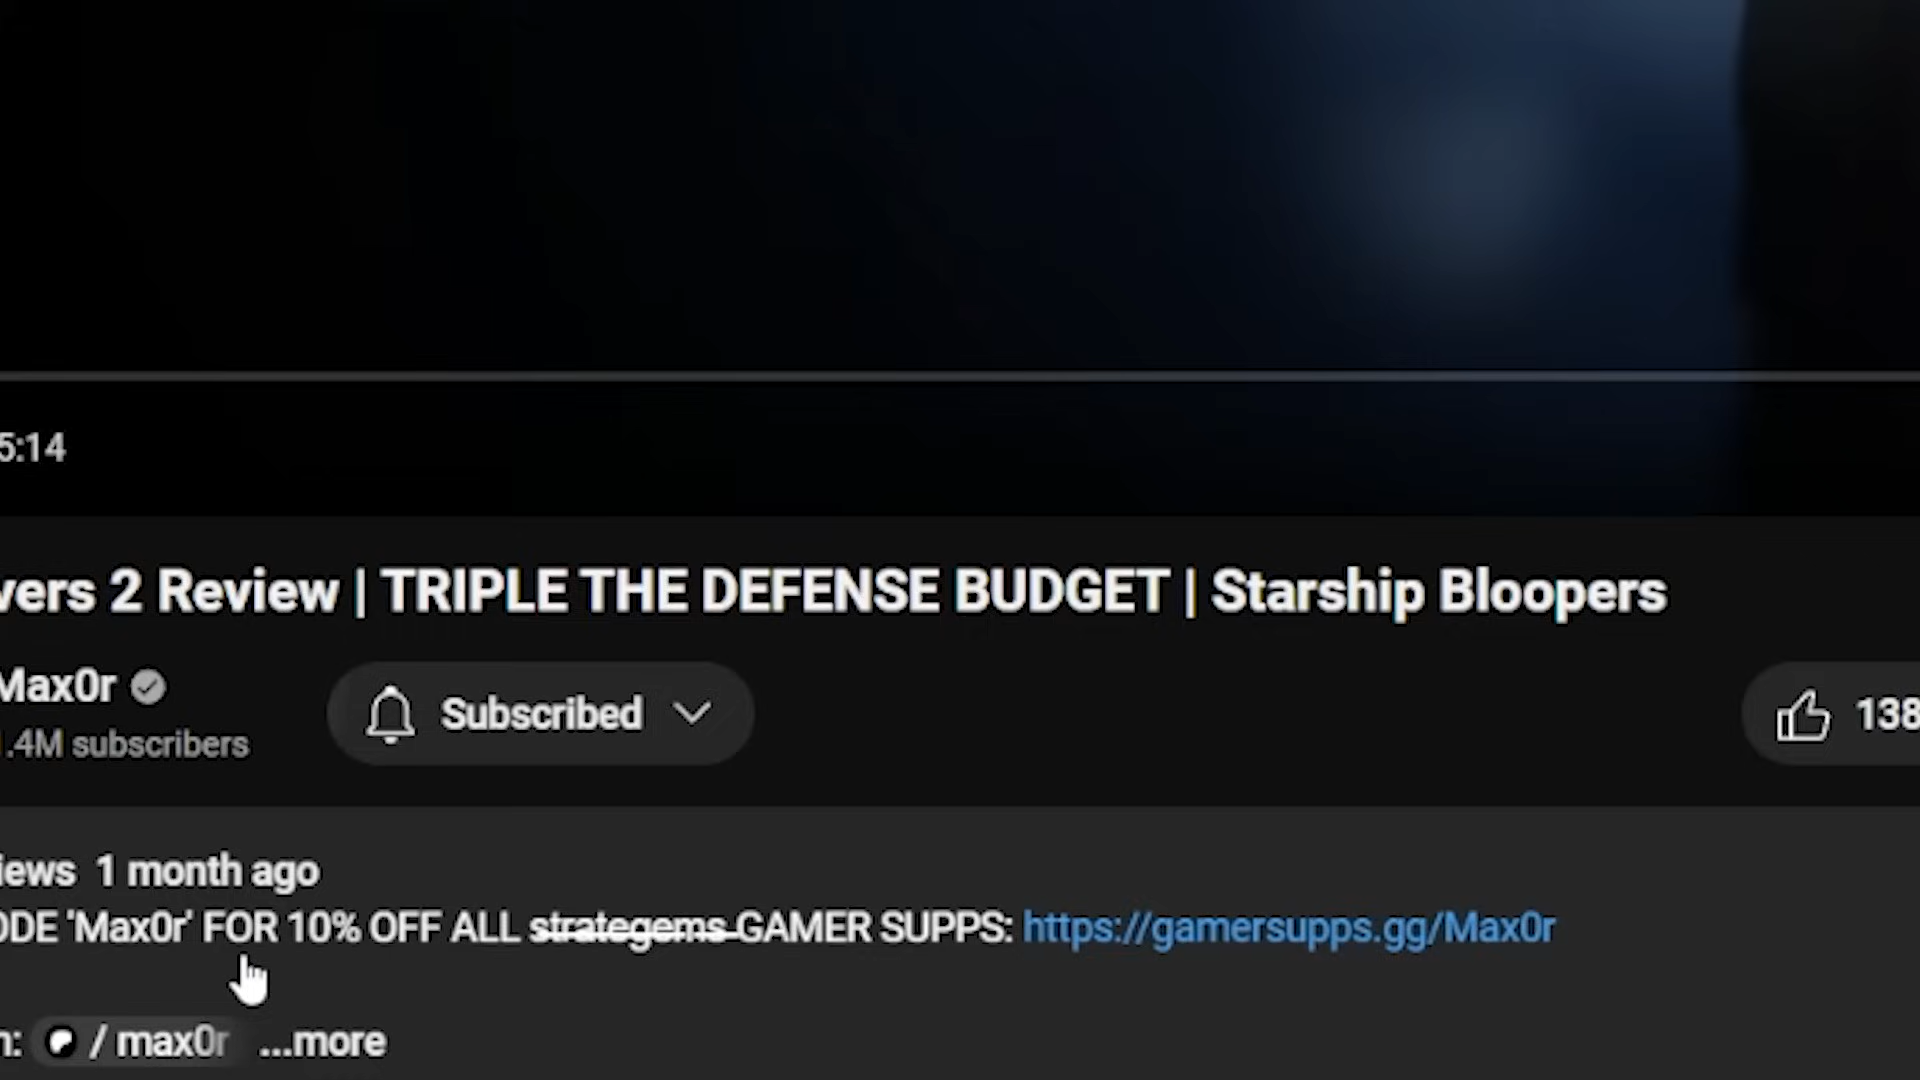 5:14
vers 2 Review | TRIPLE THE DEFENSE BUDGET | Starship Bloopers
Max0r
.4M subscribers
Subscribed
138
iews 1 month ago
ODE 'Max0r' FOR 10% OFF ALL strategems GAMER SUPPS: https://gamersupps.gg/Max0r
n: / max0r ...more